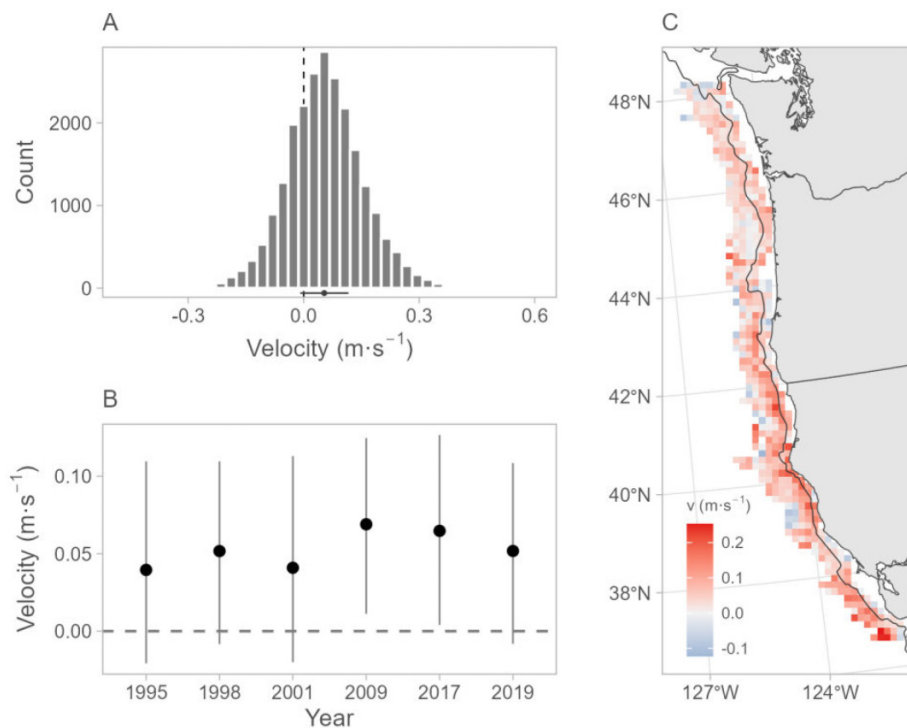 A
Count
2000
1000
0
-0.3 0.0 0.3 0.6
Velocity (m·s⁻¹)
B
Velocity (m·s⁻¹)
0.10
0.05
0.00
1995 1998 2001 2009 2017 2019
Year
C
48°N
46°N
44°N
42°N
40°N
38°N
v (m·s⁻¹)
0.2
0.1
0.0
-0.1
127°W 124°W